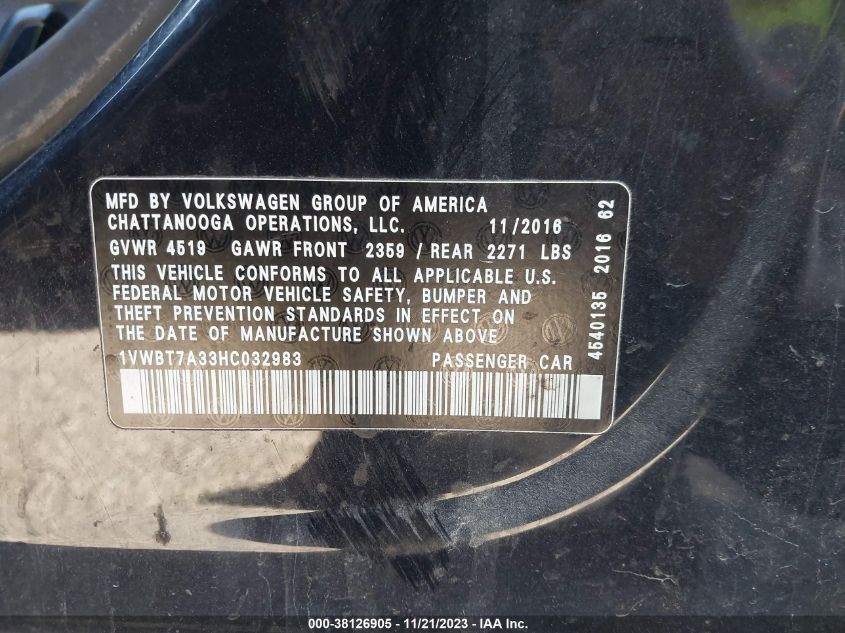 MFD BY VOLKSWAGEN GROUP OF AMERICA
CHATTANOOGA OPERATIONS, LLC. 11/2016
GVWR 4519 GAWR FRONT 2359 / REAR 2271 LBS
THIS VEHICLE CONFORMS TO ALL APPLICABLE U.S.
FEDERAL MOTOR VEHICLE SAFETY, BUMPER AND
THEFT PREVENTION STANDARDS IN EFFECT ON
THE DATE OF MANUFACTURE SHOWN ABOVE
1VWBT7A33HC032983 PASSENGER CAR
4540135 2016 62
000-38126905 - 11/21/2023 - IAA Inc.